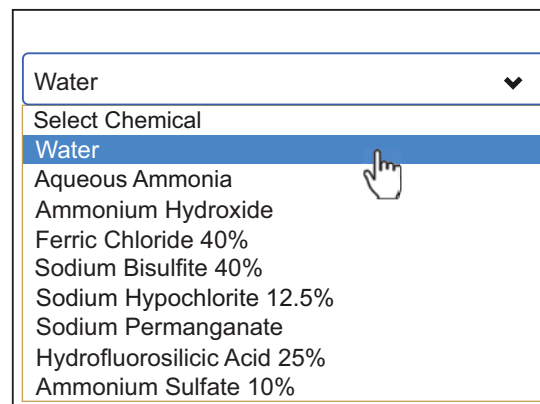 Water
Select Chemical
Water
Aqueous Ammonia
Ammonium Hydroxide
Ferric Chloride 40%
Sodium Bisulfite 40%
Sodium Hypochlorite 12.5%
Sodium Permanganate
Hydrofluorosilicic Acid 25%
Ammonium Sulfate 10%